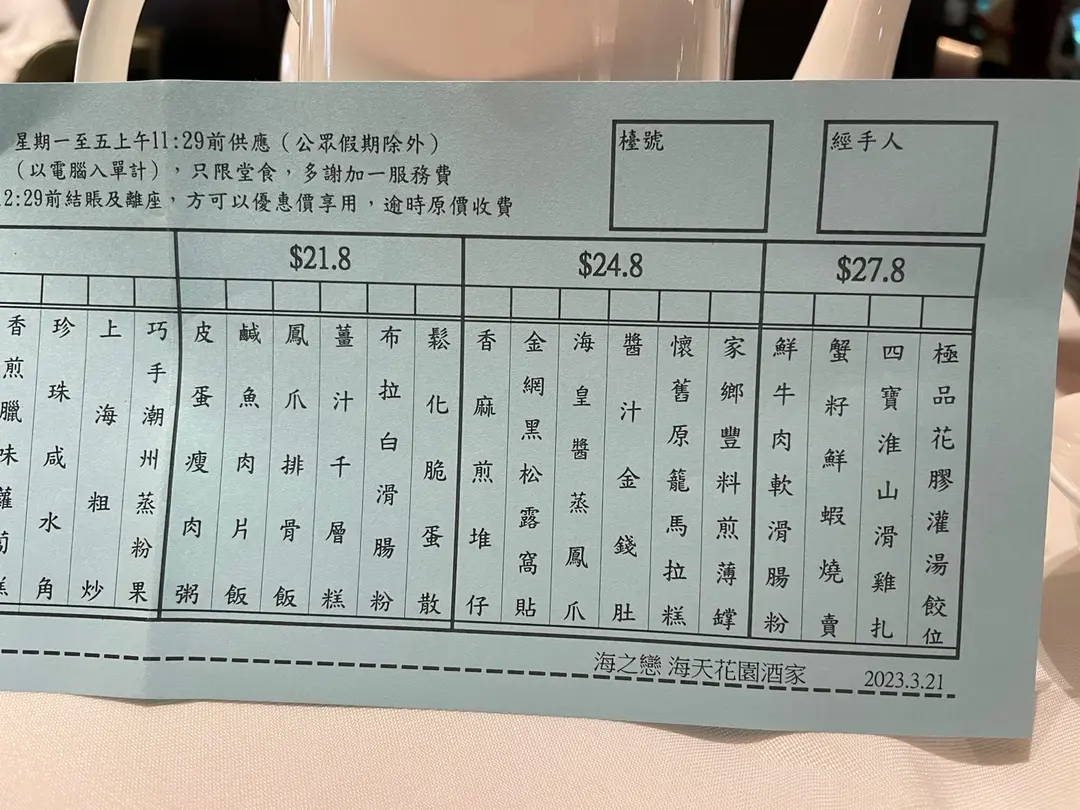 星期一至五上午11:29前供應（公眾假期除外）
（以電腦入單計），只限堂食，多謝加一服務費
2:29前結賬及離座，方可以優惠價享用，逾時原價收費
檯號
經手人
$21.8
$24.8
$27.8
極品花膠灌湯餃位
四寶淮山滑雞扎
蟹籽鮮蝦燒賣
鮮牛肉軟滑腸粉
家鄉豐料煎薄罉
懷舊原籠馬拉糕
醬汁金錢肚
海皇醬蒸鳳爪
金網黑松露窩貼
香麻煎堆仔
鬆化脆蛋散
布拉白滑腸粉
薑汁千層糕
鳳爪排骨飯
鹹魚肉片飯
皮蛋瘦肉粥
巧手潮州蒸粉果
上海粗炒
珍珠咸水角
香煎臘味蘿蔔糕
海之戀 海天花園酒家
2023.3.21